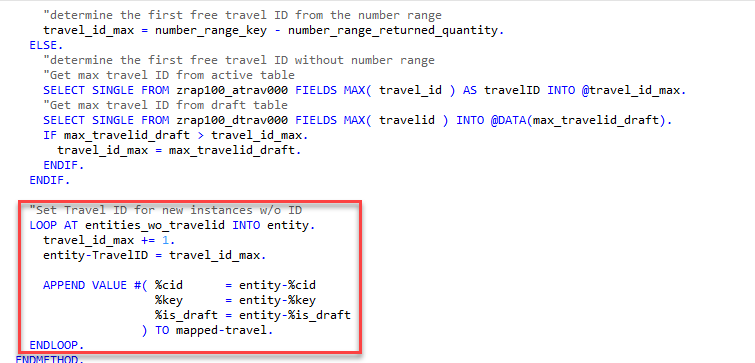 "determine the first free travel ID from the number range
travel_id_max = number_range_key - number_range_returned_quantity.
ELSE.
"determine the first free travel ID without number range
"Get max travel ID from active table
SELECT SINGLE FROM zrap100_atrav000 FIELDS MAX( travel_id ) AS travelID INTO @travel_id_max.
"Get max travel ID from draft table
SELECT SINGLE FROM zrap100_dtrav000 FIELDS MAX( travelid ) INTO @DATA(max_travelid_draft).
IF max_travelid_draft > travel_id_max.
travel_id_max = max_travelid_draft.
ENDIF.
ENDIF.
"Set Travel ID for new instances w/o ID
LOOP AT entities_wo_travelid INTO entity.
travel_id_max += 1.
entity-TravelID = travel_id_max.
APPEND VALUE #( %cid = entity-%cid
%key = entity-%key
%is_draft = entity-%is_draft
) TO mapped-travel.
ENDLOOP.
ENDMETHOD.